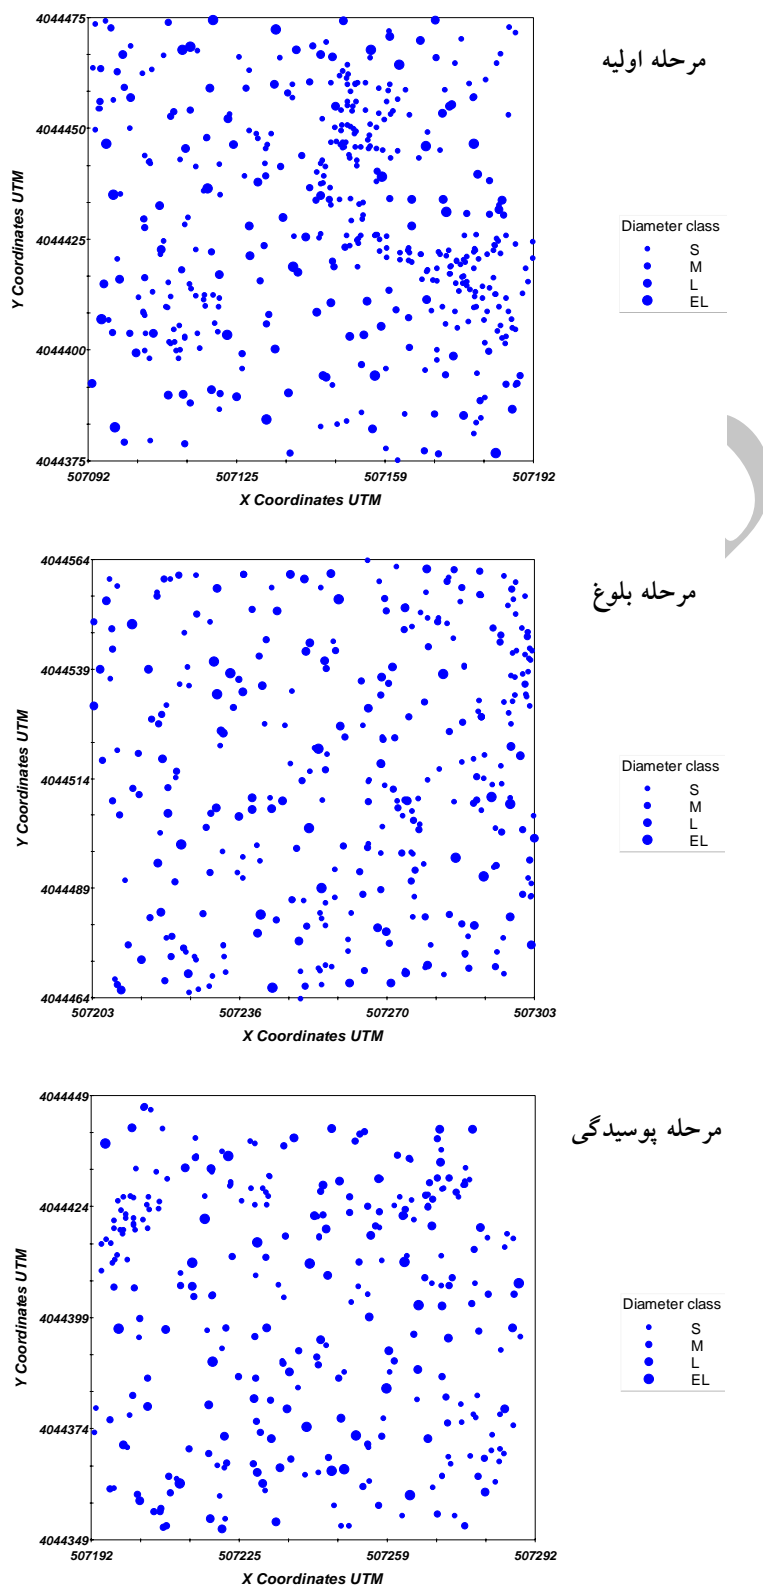 مرحله اولیه
4044475
4044450
4044425
4044400
4044375
Y Coordinates UTM
507092
507125
507159
507192
X Coordinates UTM
Diameter class
S
M
L
EL
مرحله بلوغ
4044564
4044539
4044514
4044489
4044464
Y Coordinates UTM
507203
507236
507270
507303
X Coordinates UTM
Diameter class
S
M
L
EL
مرحله پوسیدگی
4044449
4044424
4044399
4044374
4044349
Y Coordinates UTM
507192
507225
507259
507292
X Coordinates UTM
Diameter class
S
M
L
EL